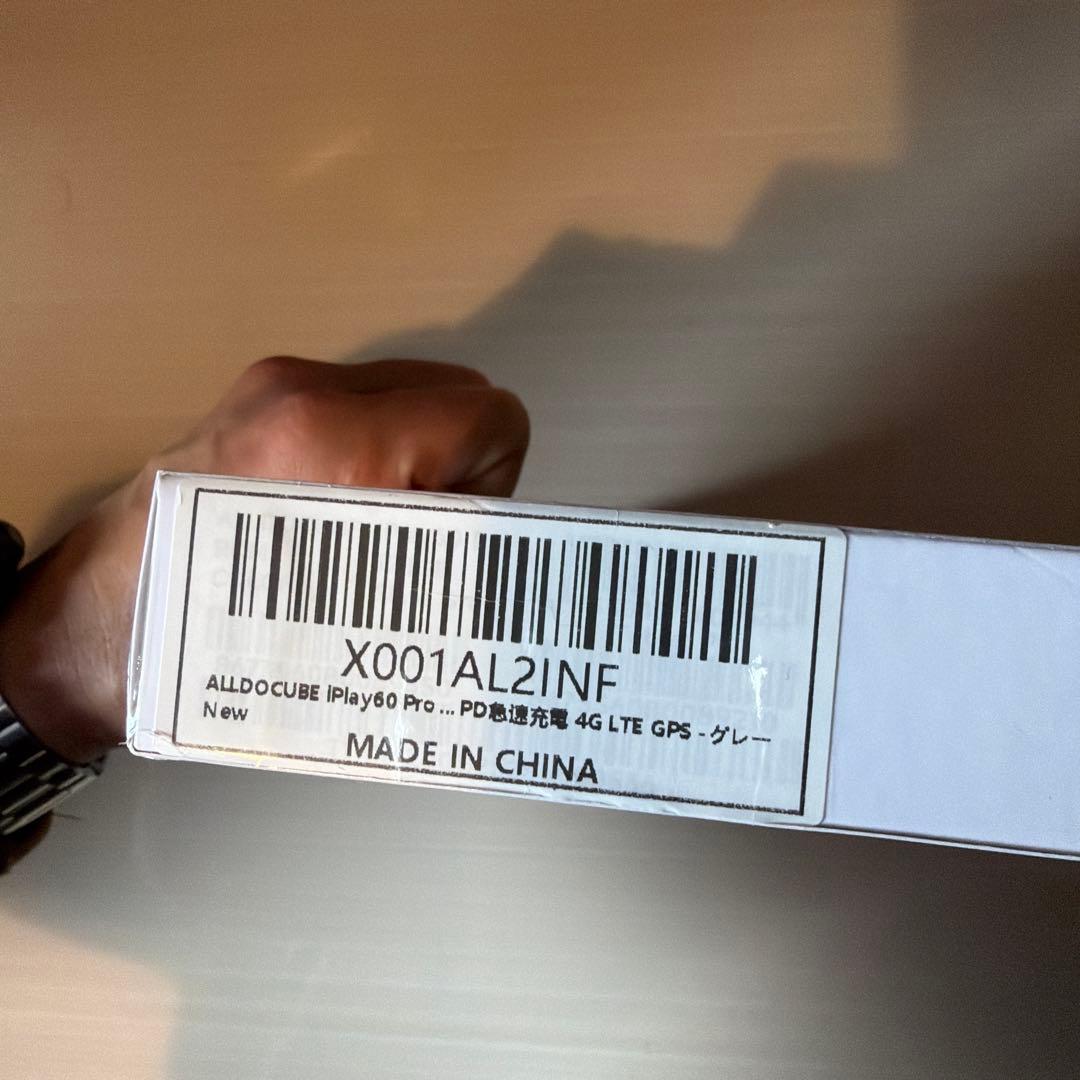 X001AL2INF
ALLDOCUBE iPlay60 Pro ... PD急速充電 4G LTE GPS -グレー
New
MADE IN CHINA